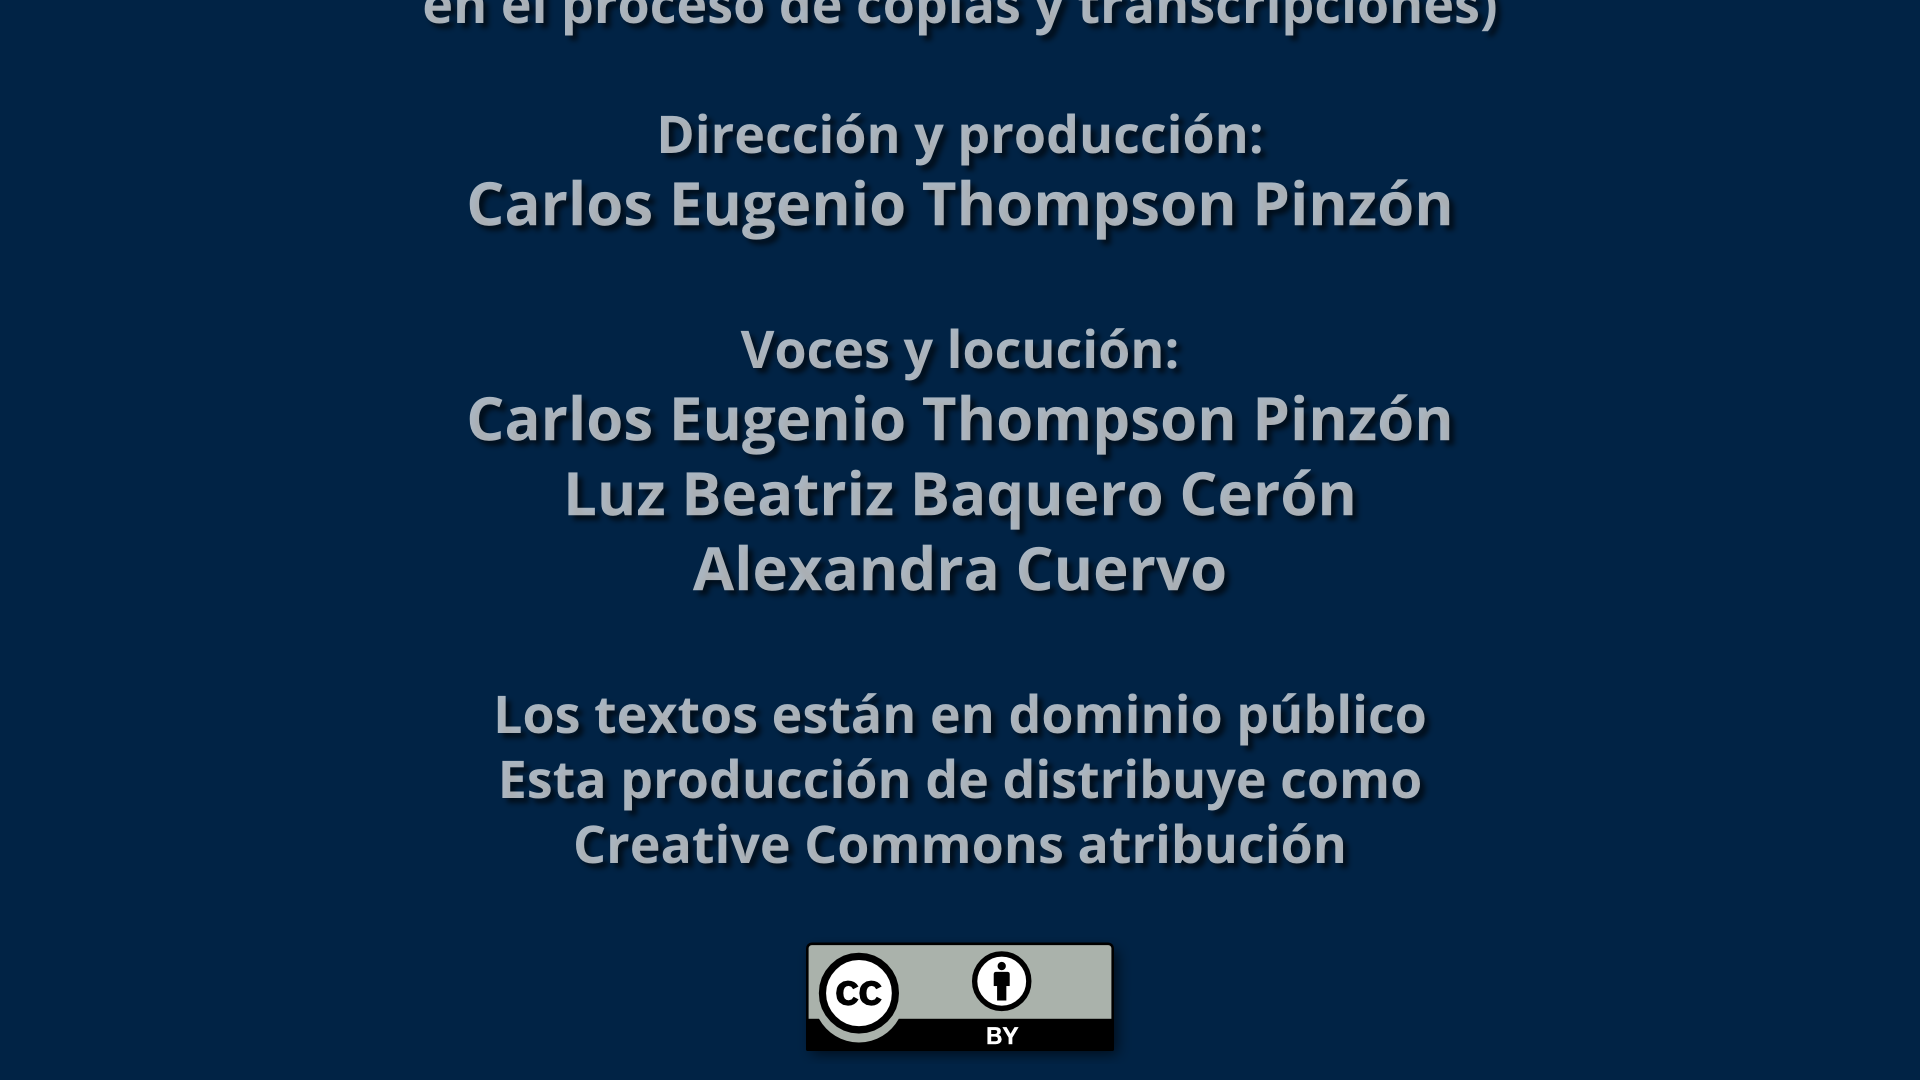 en el proceso de copias y transcripciones)
Dirección y producción:
Carlos Eugenio Thompson Pinzón
Voces y locución:
Carlos Eugenio Thompson Pinzón
Luz Beatriz Baquero Cerón
Alexandra Cuervo
Los textos están en dominio público
Esta producción de distribuye como
Creative Commons atribución
cc
BY